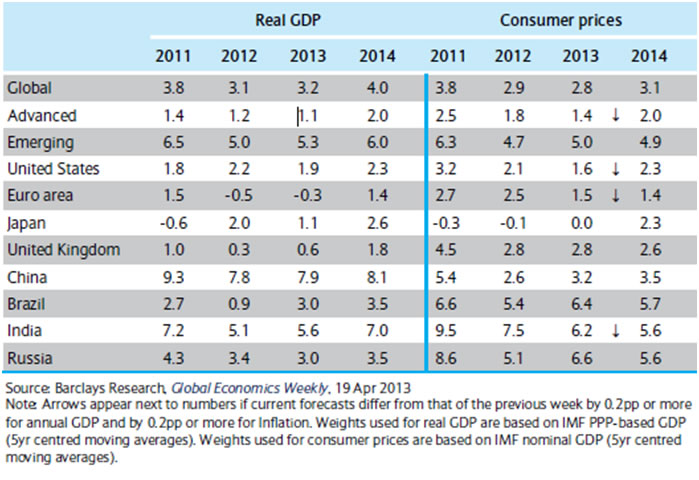 Real GDP Consumer prices
2011 2012 2013 2014 2011 2012 2013 2014
Global 3.8 3.1 3.2 4.0 3.8 2.9 2.8 3.1
Advanced 1.4 1.2 1.1 2.0 2.5 1.8 1.4 ↓ 2.0
Emerging 6.5 5.0 5.3 6.0 6.3 4.7 5.0 4.9
United States 1.8 2.2 1.9 2.3 3.2 2.1 1.6 ↓ 2.3
Euro area 1.5 -0.5 -0.3 1.4 2.7 2.5 1.5 ↓ 1.4
Japan -0.6 2.0 1.1 2.6 -0.3 -0.1 0.0 2.3
United Kingdom 1.0 0.3 0.6 1.8 4.5 2.8 2.8 2.6
China 9.3 7.8 7.9 8.1 5.4 2.6 3.2 3.5
Brazil 2.7 0.9 3.0 3.5 6.6 5.4 6.4 5.7
India 7.2 5.1 5.6 7.0 9.5 7.5 6.2 ↓ 5.6
Russia 4.3 3.4 3.0 3.5 8.6 5.1 6.6 5.6
Source: Barclays Research, Global Economics Weekly, 19 Apr 2013
Note: Arrows appear next to numbers if current forecasts differ from that of the previous week by 0.2pp or more
for annual GDP and by 0.2pp or more for Inflation. Weights used for real GDP are based on IMF PPP-based GDP
(5yr centred moving averages). Weights used for consumer prices are based on IMF nominal GDP (5yr centred
moving averages).